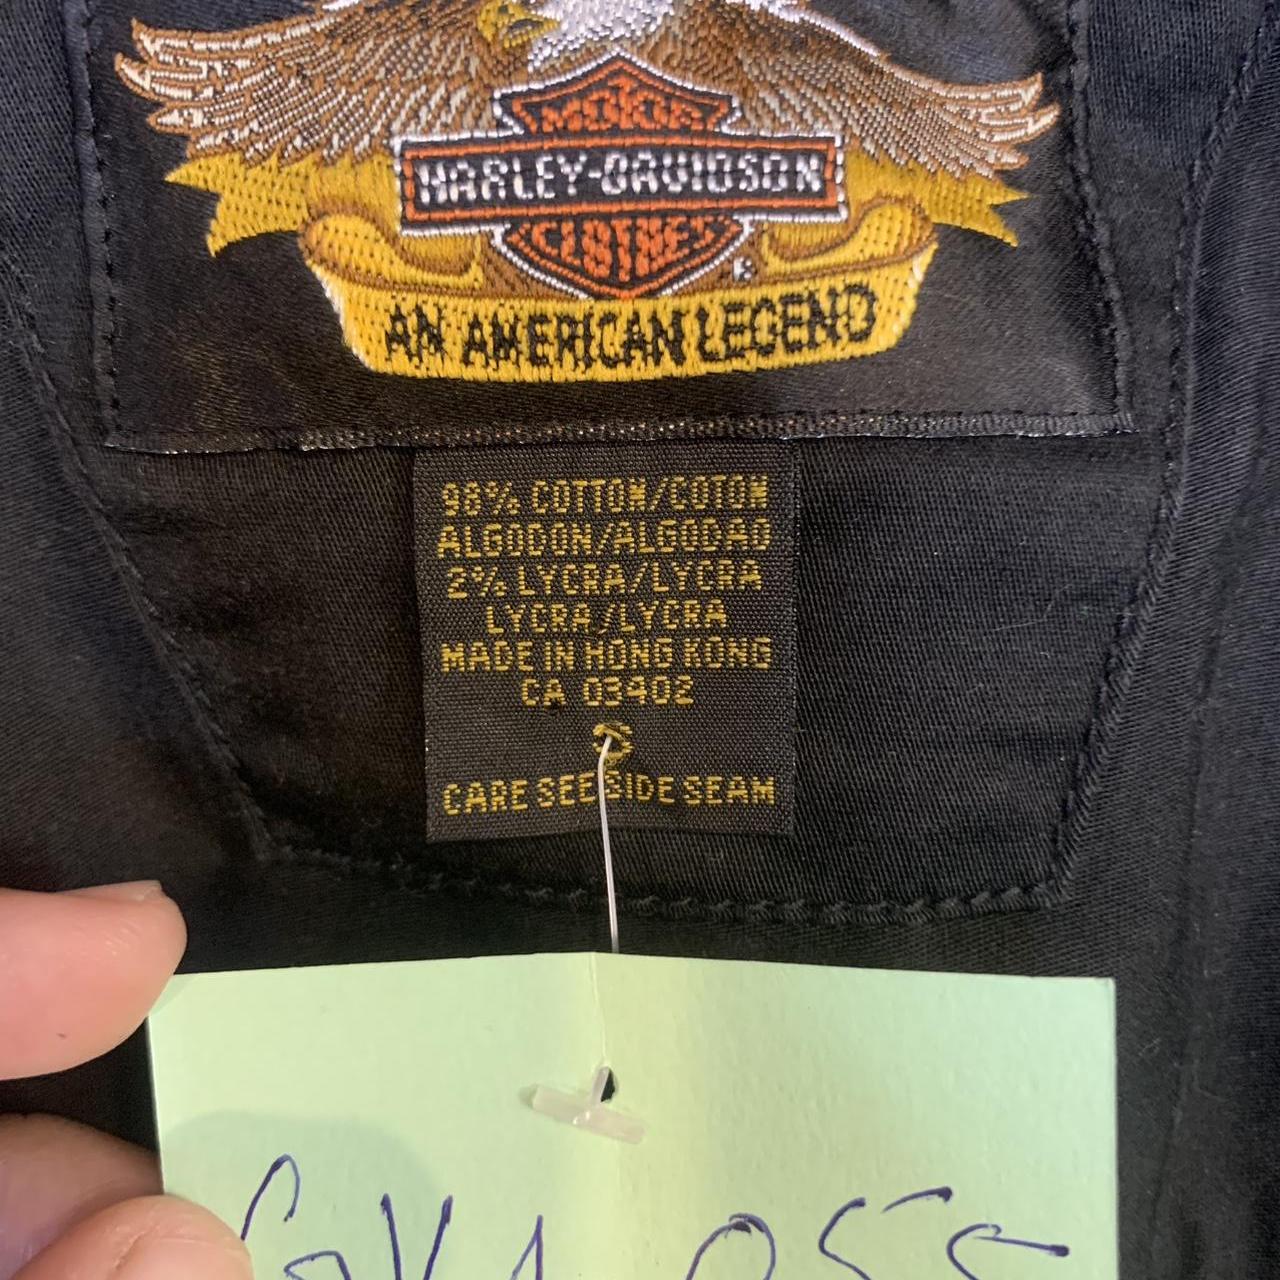 MOTOR
HARLEY-DAVIDSON
CLOTHES
®
AN AMERICAN LEGEND
98% COTTON/COTON
ALGODON/ALGODAO
2% LYCRA/LYCRA
LYCRA/LYCRA
MADE IN HONG KONG
CA 03402
S
CARE SEE SIDE SEAM